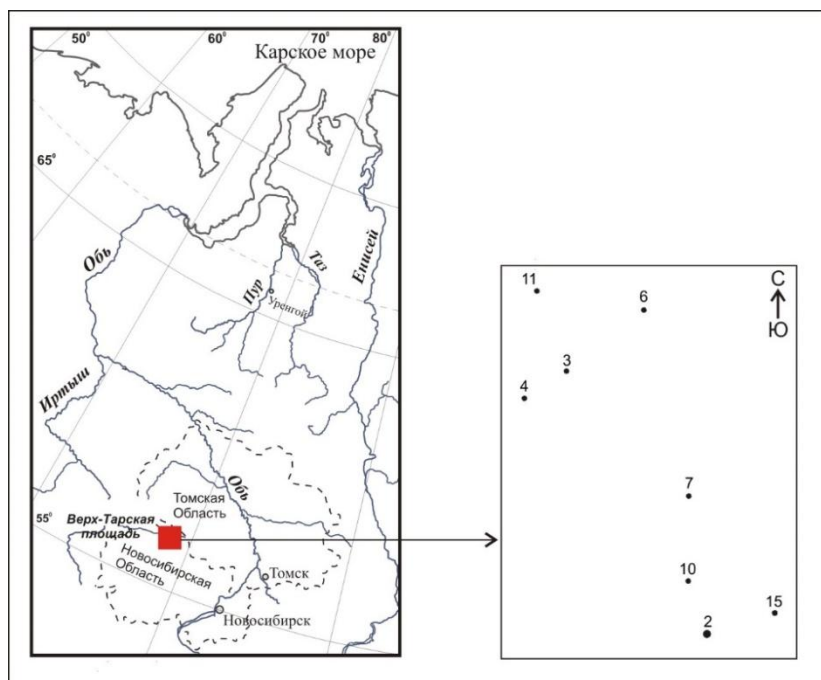 50°
60°
70°
80°
Карское море
65°
Обь
Пур
Таз
Енисей
Уренгой
Иртыш
Обь
55°
Томская
Область
Верх-Тарская
площадь
Новосибирская
Область
Томск
Новосибирск
С
Ю
11
6
3
4
7
10
15
2